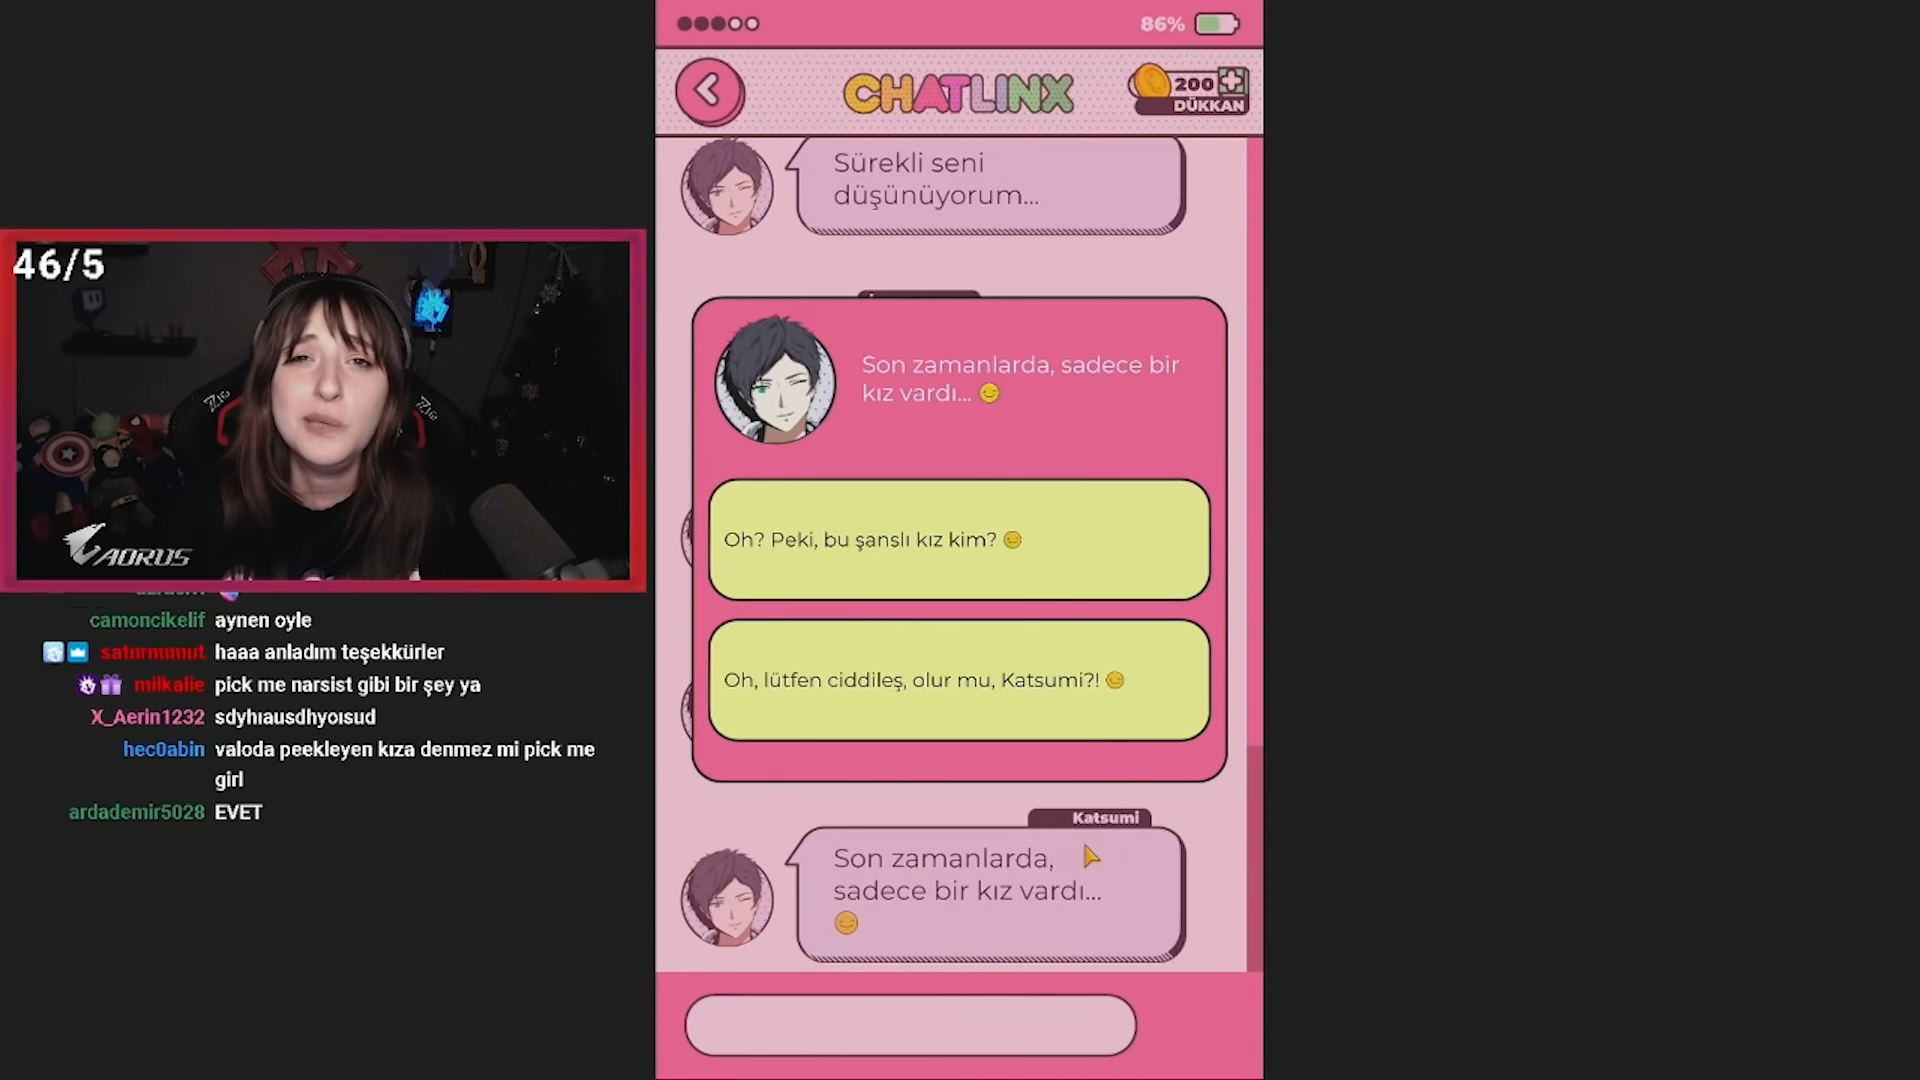 86%
CHATLINX
200
DÜKKAN
Sürekli seni
düşünüyorum...
Son zamanlarda, sadece bir
kız vardı...
Oh? Peki, bu şanslı kız kim?
Oh, lütfen ciddileş, olur mu, Katsumi?!
Katsumi
Son zamanlarda,
sadece bir kız vardı...
46/5
AORUS
camoncikelif aynen oyle
saturnumut haaa anladım teşekkürler
milkalie pick me narsist gibi bir şey ya
X_Aerin1232 sdyhıausdhyoısud
hec0abin valoda peekleyen kıza denmez mi pick me
girl
ardademir5028 EVET